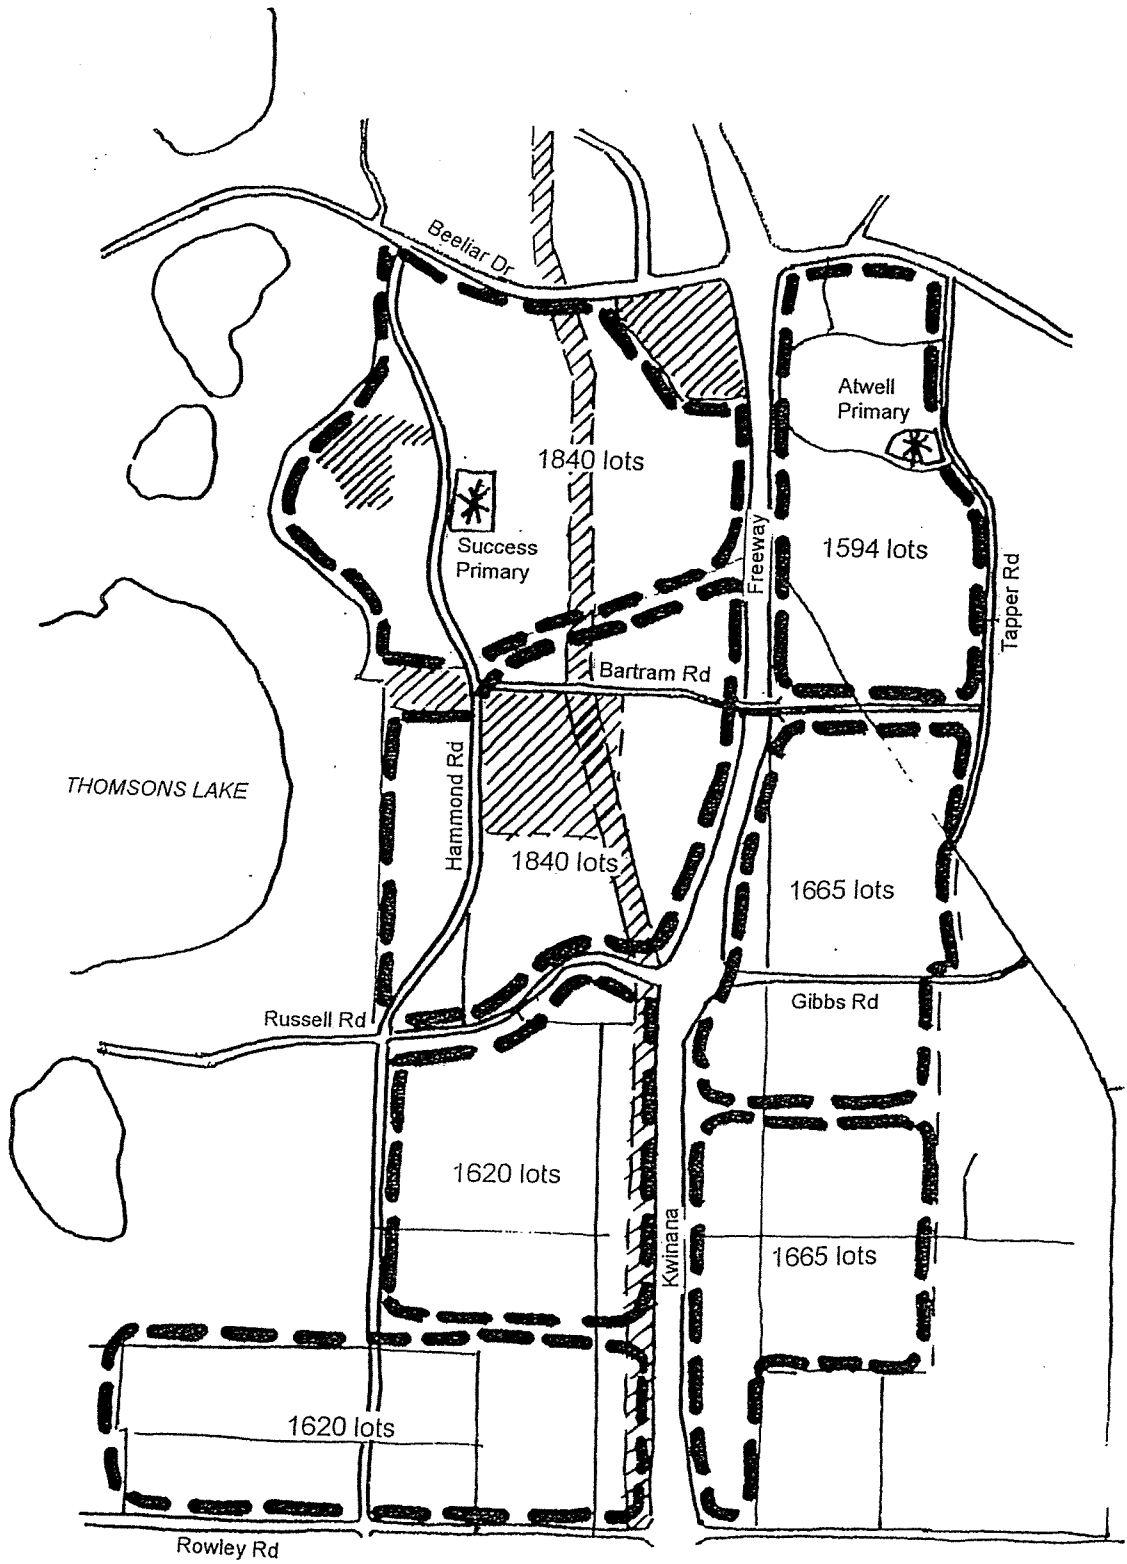 Beeliar Dr
Atwell
Primary
1840 lots
Success
Primary
Freeway
1594 lots
Tapper Rd
Bartram Rd
THOMSONS LAKE
Hammond Rd
1840 lots
1665 lots
Russell Rd
Gibbs Rd
1620 lots
Kwinana
1665 lots
1620 lots
Rowley Rd